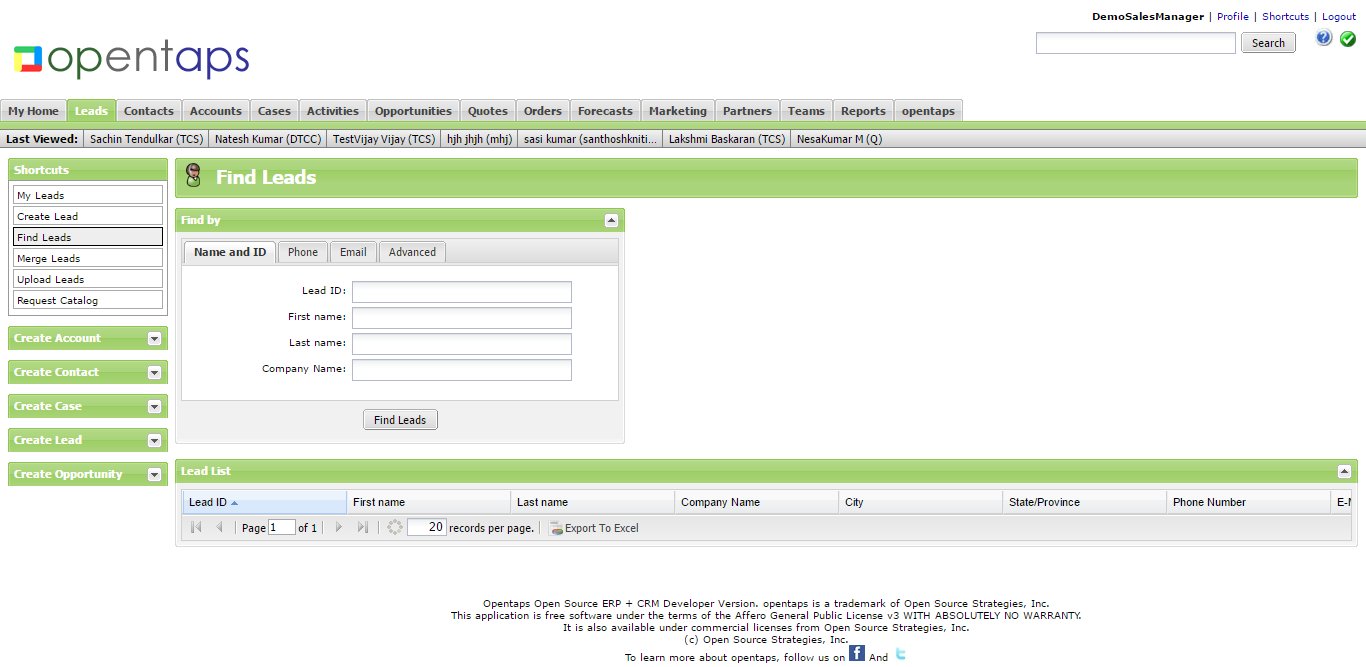 DemoSalesManager | Profile | Shortcuts | Logout
opentaps
Search
My Home Leads Contacts Accounts Cases Activities Opportunities Quotes Orders Forecasts Marketing Partners Teams Reports opentaps
Last Viewed: Sachin Tendulkar (TCS) Natesh Kumar (DTCC) TestVijay Vijay (TCS) hjh jhjh (mhj) sasi kumar (santhoshkniti... Lakshmi Baskaran (TCS) NesaKumar M (Q)
Shortcuts
My Leads
Create Lead
Find Leads
Merge Leads
Upload Leads
Request Catalog
Create Account
Create Contact
Create Case
Create Lead
Create Opportunity
Find Leads
Find by
Name and ID Phone Email Advanced
Lead ID:
First name:
Last name:
Company Name:
Find Leads
Lead List
Lead ID First name Last name Company Name City State/Province Phone Number
Page 1 of 1 20 records per page. Export To Excel
Opentaps Open Source ERP + CRM Developer Version. opentaps is a trademark of Open Source Strategies, Inc.
This application is free software under the terms of the Affero General Public License v3 WITH ABSOLUTELY NO WARRANTY.
It is also available under commercial licenses from Open Source Strategies, Inc.
(c) Open Source Strategies, Inc.
To learn more about opentaps, follow us on f And t